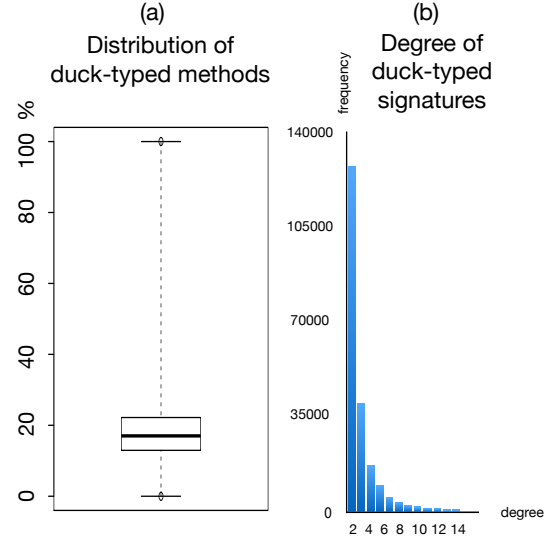 (a)
Distribution of
duck-typed methods
%
100
80
60
40
20
0
(b)
Degree of
duck-typed
signatures
frequency
140000
105000
70000
35000
0
degree
2 4 6 8 10 12 14